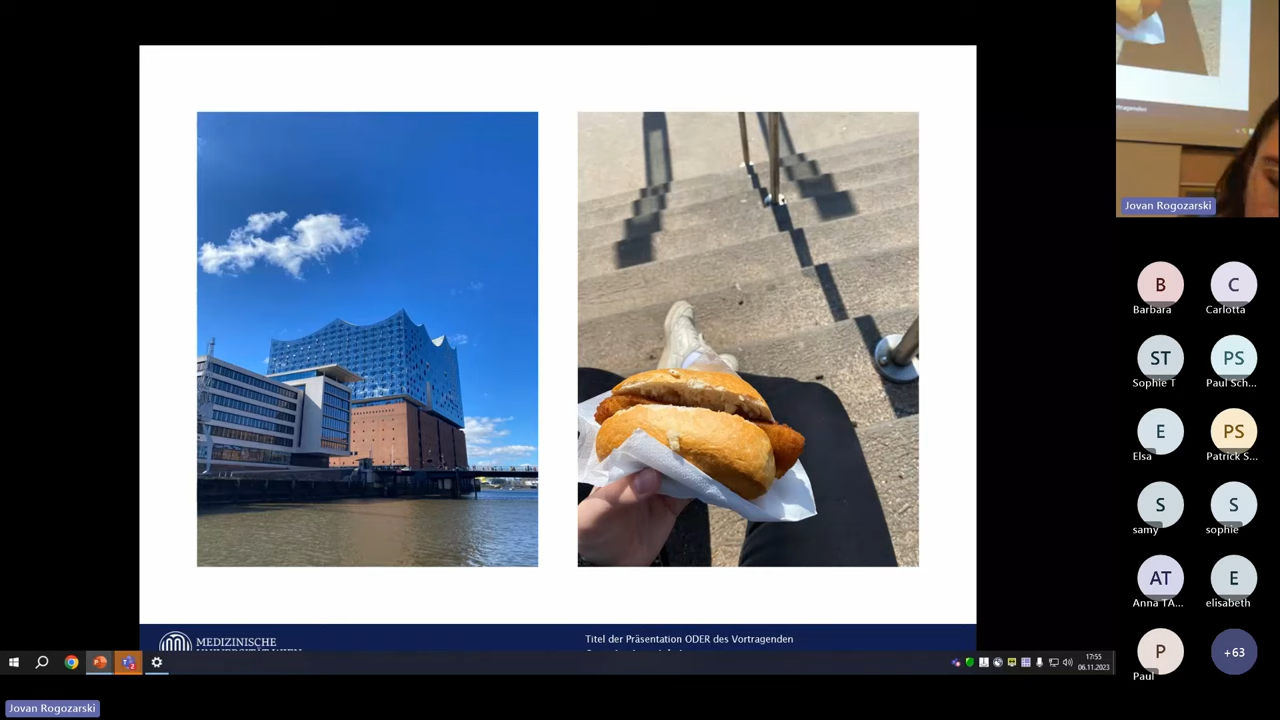 Jovan Rogozarski
B
Barbara
C
Carlotta
ST
Sophie T
PS
Paul Sch...
E
Elsa
PS
Patrick S...
S
samy
S
sophie
AT
Anna TA...
E
elisabeth
P
Paul
+63
MEDIZINISCHE
Titel der Präsentation ODER des Vortragenden
17:55
06.11.2023
Jovan Rogozarski